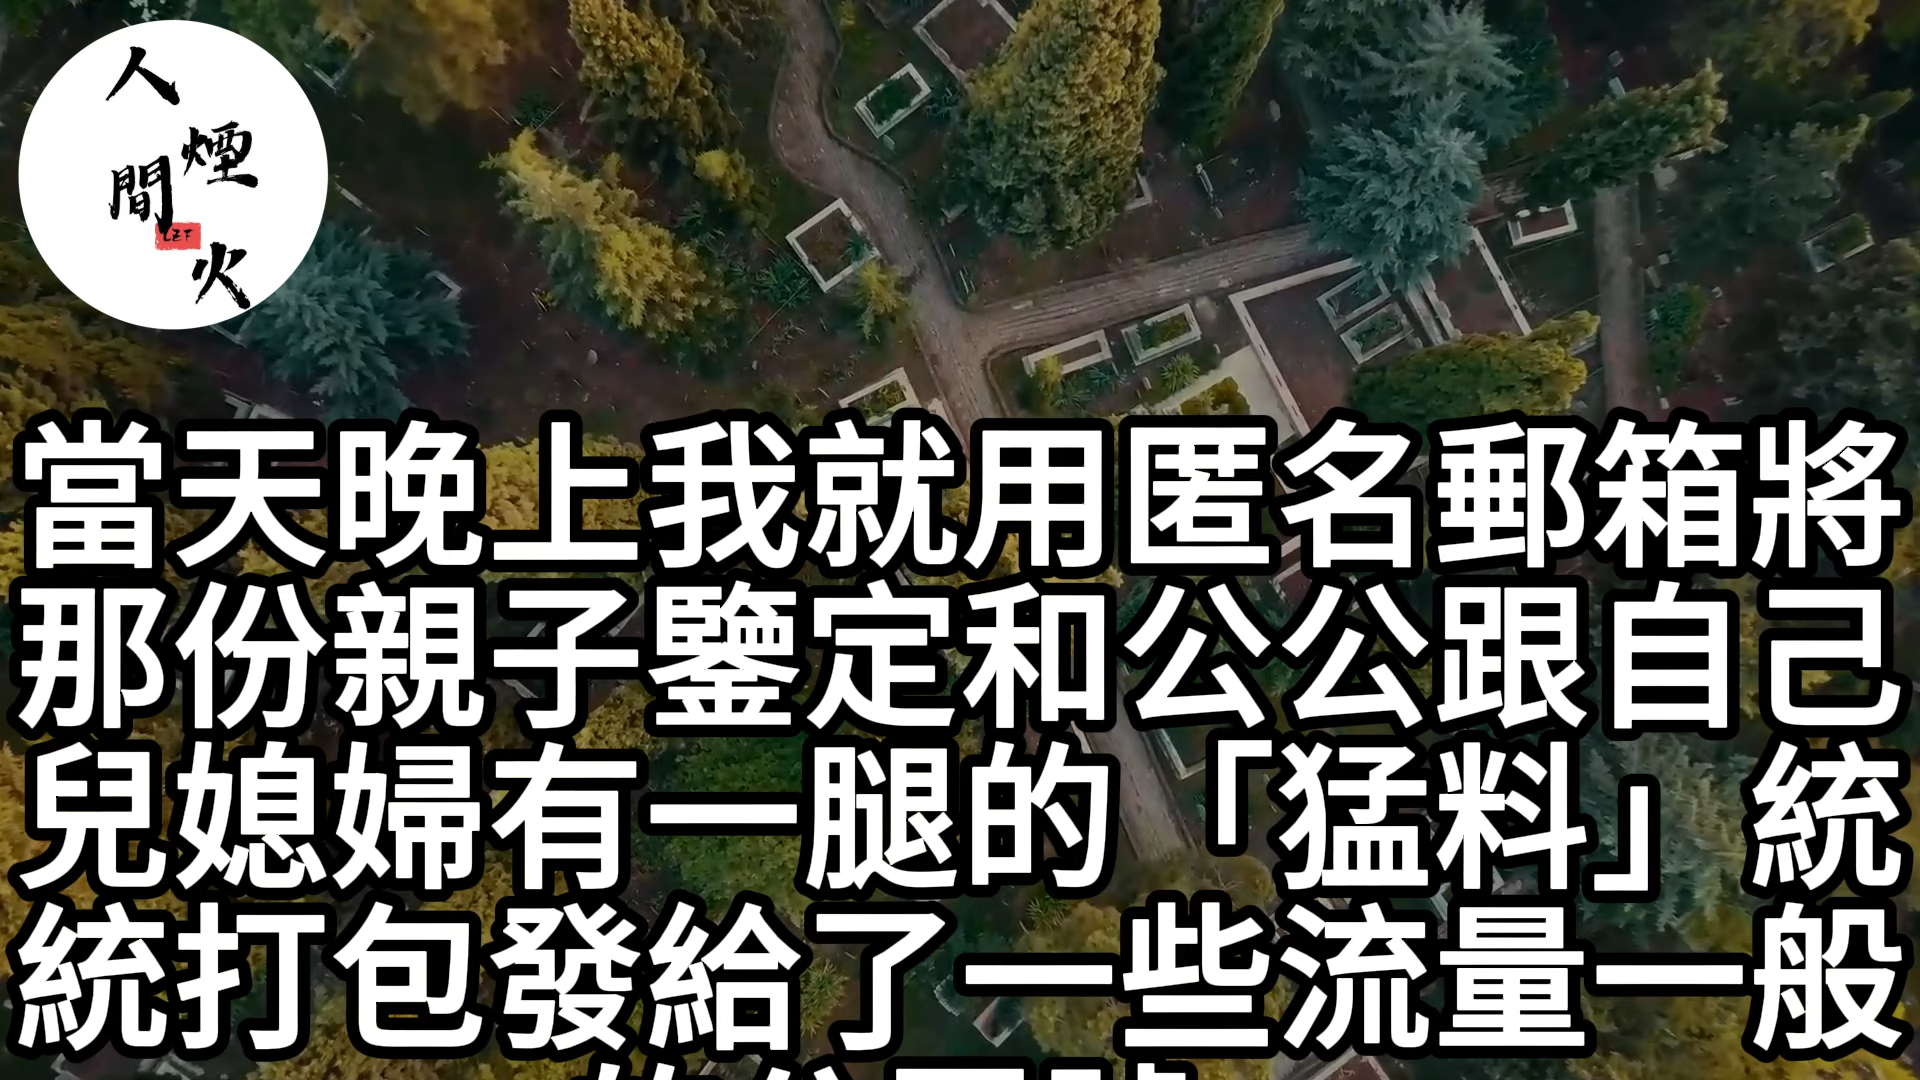 人
煙
間
LZF
火
當天晚上我就用匿名郵箱將
那份親子鑒定和公公跟自己
兒媳婦有一腿的「猛料」統
統打包發給了一些流量一般